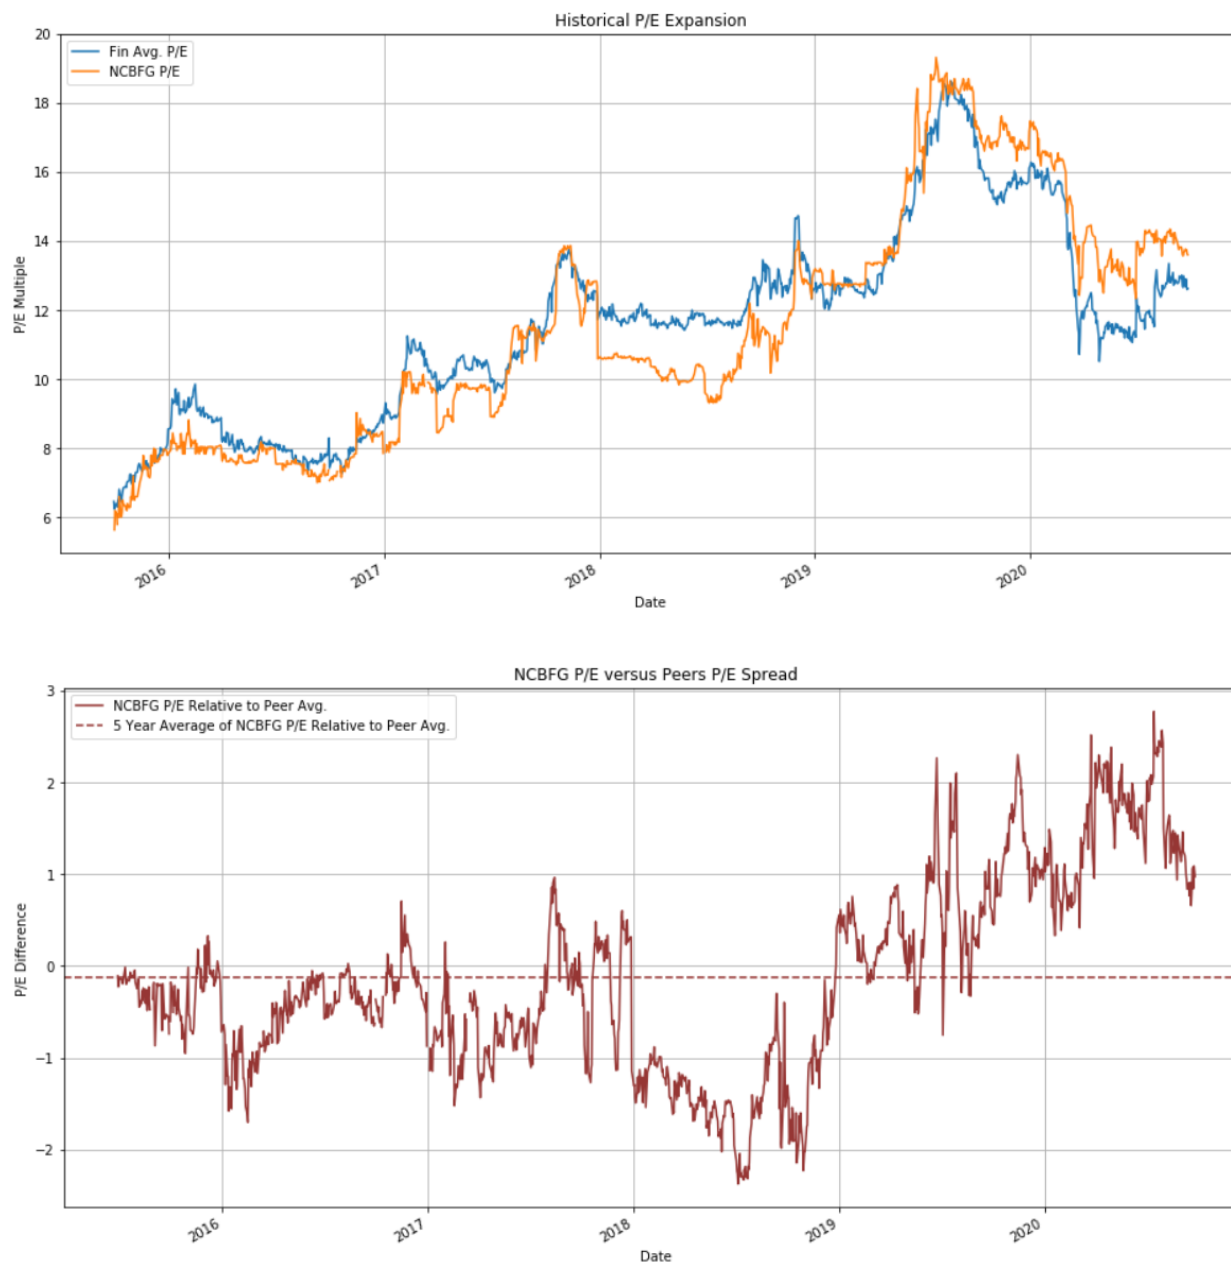 Historical P/E Expansion
Fin Avg. P/E
NCBFG P/E
20
18
16
14
12
10
8
6
P/E Multiple
2016
2017
2018
2019
2020
Date
NCBFG P/E versus Peers P/E Spread
NCBFG P/E Relative to Peer Avg.
5 Year Average of NCBFG P/E Relative to Peer Avg.
3
2
1
0
−1
−2
P/E Difference
2016
2017
2018
2019
2020
Date